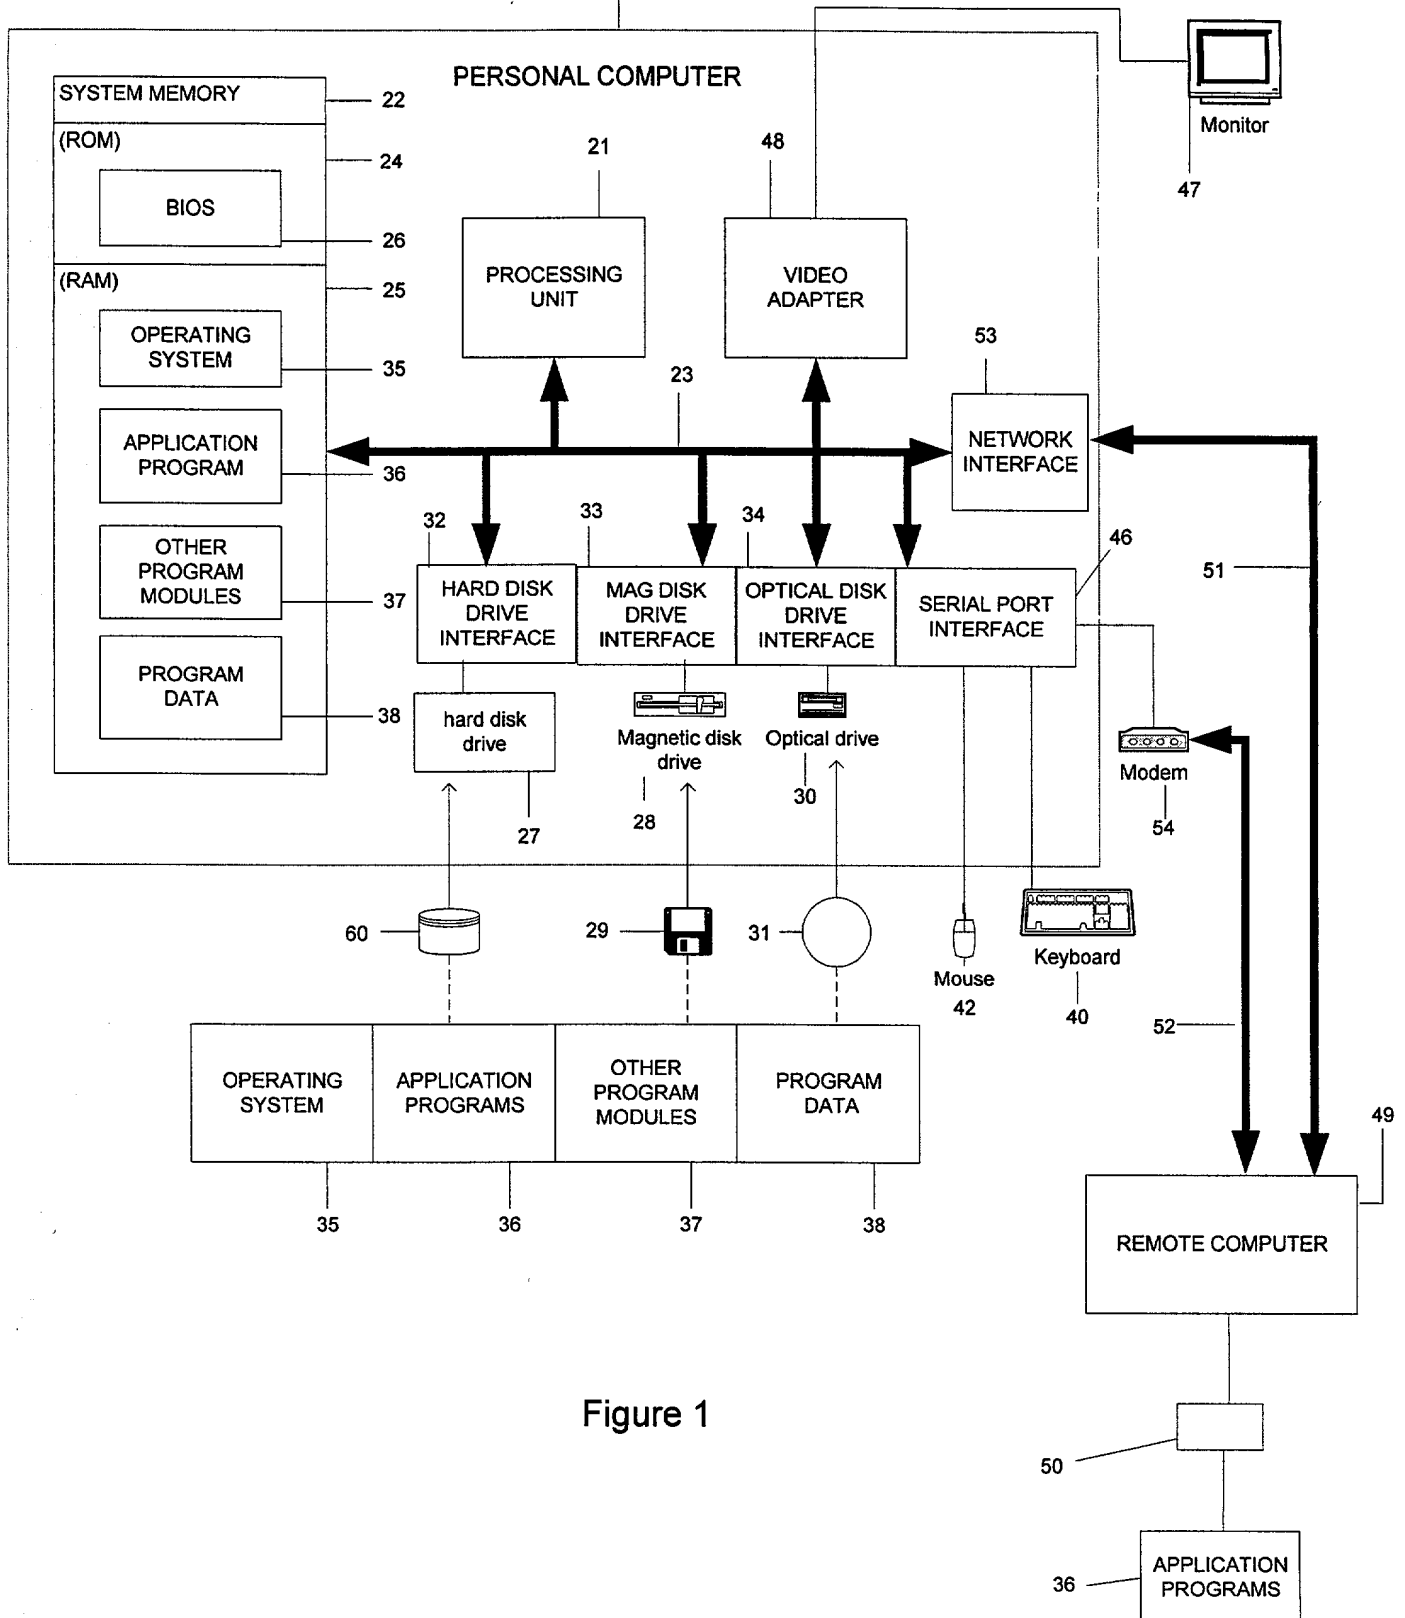 PERSONAL COMPUTER
SYSTEM MEMORY
22
(ROM)
24
BIOS
26
(RAM)
25
OPERATING
SYSTEM
35
APPLICATION
PROGRAM
36
OTHER
PROGRAM
MODULES
37
PROGRAM
DATA
38
21
PROCESSING
UNIT
48
VIDEO
ADAPTER
Monitor
47
23
53
NETWORK
INTERFACE
32
HARD DISK
DRIVE
INTERFACE
33
MAG DISK
DRIVE
INTERFACE
34
OPTICAL DISK
DRIVE
INTERFACE
46
SERIAL PORT
INTERFACE
51
hard disk
drive
27
Magnetic disk
drive
28
Optical drive
30
Modem
54
60
29
31
Mouse
42
Keyboard
40
52
OPERATING
SYSTEM
APPLICATION
PROGRAMS
OTHER
PROGRAM
MODULES
PROGRAM
DATA
35
36
37
38
49
REMOTE COMPUTER
50
36
APPLICATION
PROGRAMS
Figure 1